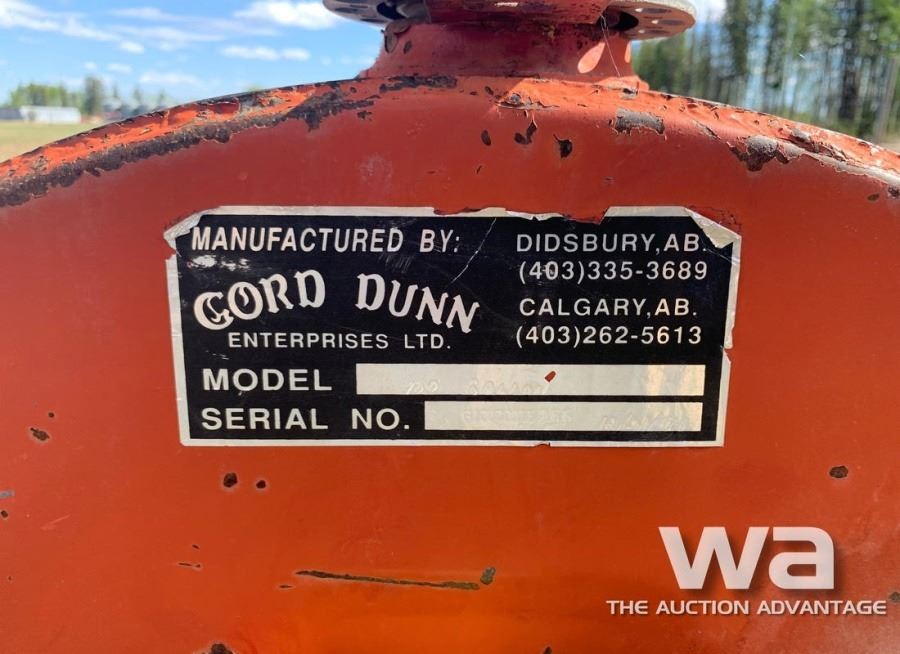 MANUFACTURED BY:
GORD DUNN
ENTERPRISES LTD.
DIDSBURY, AB.
(403)335-3689
CALGARY, AB.
(403)262-5613
MODEL
SERIAL NO.
wa
THE AUCTION ADVANTAGE